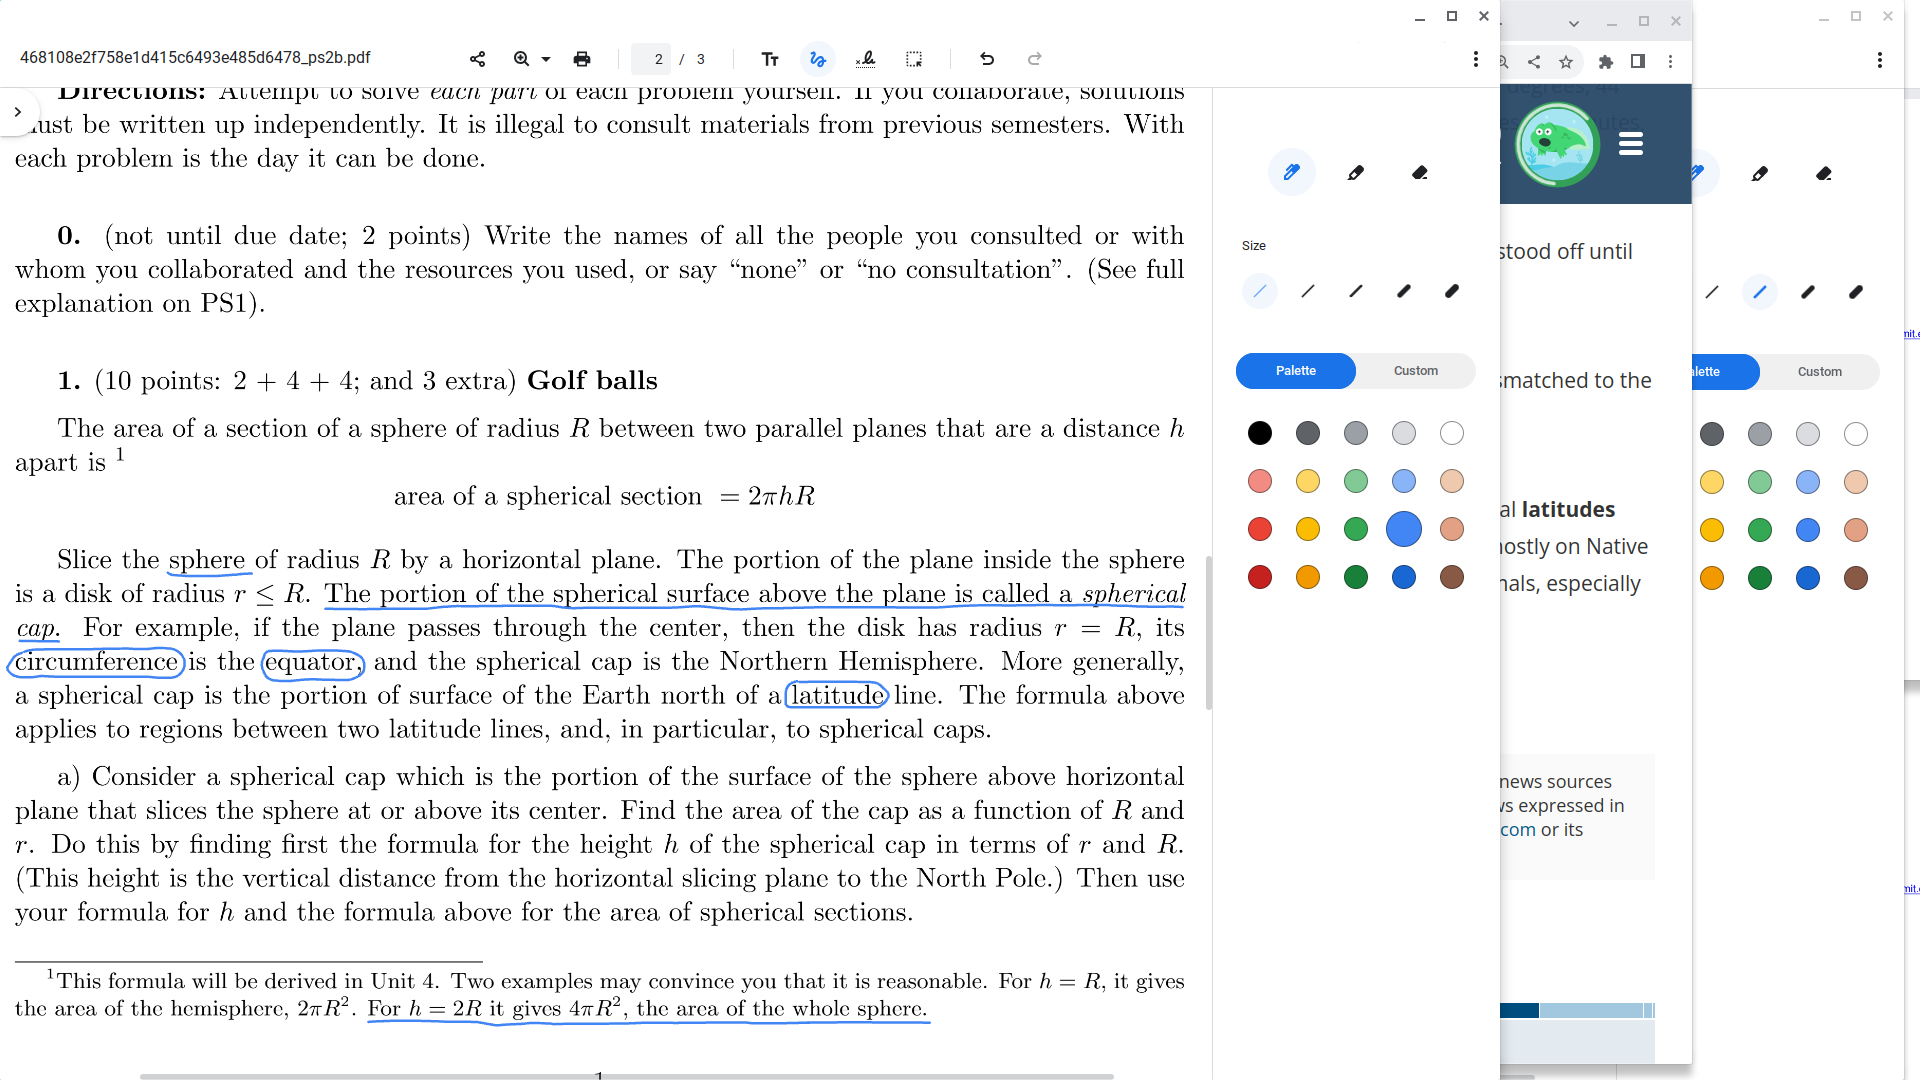 468108e2f758e1d415c6493e485d6478_ps2b.pdf
2 / 3
Directions: Attempt to solve each part of each problem yourself. If you collaborate, solutions
must be written up independently. It is illegal to consult materials from previous semesters. With
each problem is the day it can be done.
0. (not until due date; 2 points) Write the names of all the people you consulted or with
whom you collaborated and the resources you used, or say “none” or “no consultation”. (See full
explanation on PS1).
1. (10 points: 2 + 4 + 4; and 3 extra) Golf balls
The area of a section of a sphere of radius R between two parallel planes that are a distance h
apart is ¹
area of a spherical section = 2πhR
Slice the sphere of radius R by a horizontal plane. The portion of the plane inside the sphere
is a disk of radius r ≤ R. The portion of the spherical surface above the plane is called a spherical
cap. For example, if the plane passes through the center, then the disk has radius r = R, its
circumference is the equator, and the spherical cap is the Northern Hemisphere. More generally,
a spherical cap is the portion of surface of the Earth north of a latitude line. The formula above
applies to regions between two latitude lines, and, in particular, to spherical caps.
a) Consider a spherical cap which is the portion of the surface of the sphere above horizontal
plane that slices the sphere at or above its center. Find the area of the cap as a function of R and
r. Do this by finding first the formula for the height h of the spherical cap in terms of r and R.
(This height is the vertical distance from the horizontal slicing plane to the North Pole.) Then use
your formula for h and the formula above for the area of spherical sections.
¹This formula will be derived in Unit 4. Two examples may convince you that it is reasonable. For h = R, it gives
the area of the hemisphere, 2πR². For h = 2R it gives 4πR², the area of the whole sphere.
1
Size
Palette
Custom
degrees, 44
stood off until
smatched to the
al latitudes
nostly on Native
nals, especially
news sources
ws expressed in
com or its
alette
Custom
mit.
mit.